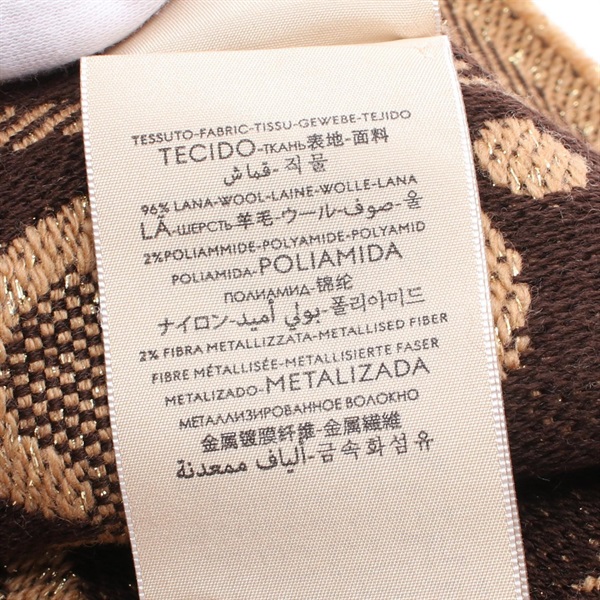 TESSUTO-FABRIC-TISSU-GEWEBE-TEJIDO
TECIDO-ТКАНЬ表地-面料
قماش-직물
96% LANA-WOOL-LAINE-WOLLE-LANA
LÃ-ШЕРСТЬ羊毛-ウール-صوف-울
2%POLIAMMIDE-POLYAMIDE-POLYAMID
POLIAMIDA-POLIAMIDA
ПОЛИАМИД-锦纶
ナイロン-بولي أميد-폴리아미드
2% FIBRA METALLIZZATA-METALLISED FIBER
FIBRE MÉTALLISÉE-METALLISIERTE FASER
METALIZADO-METALIZADA
МЕТАЛЛИЗИРОВАННОЕ ВОЛОКНО
金属镀膜纤维-金属繊維
ألياف ممعدنة-금속화섬유